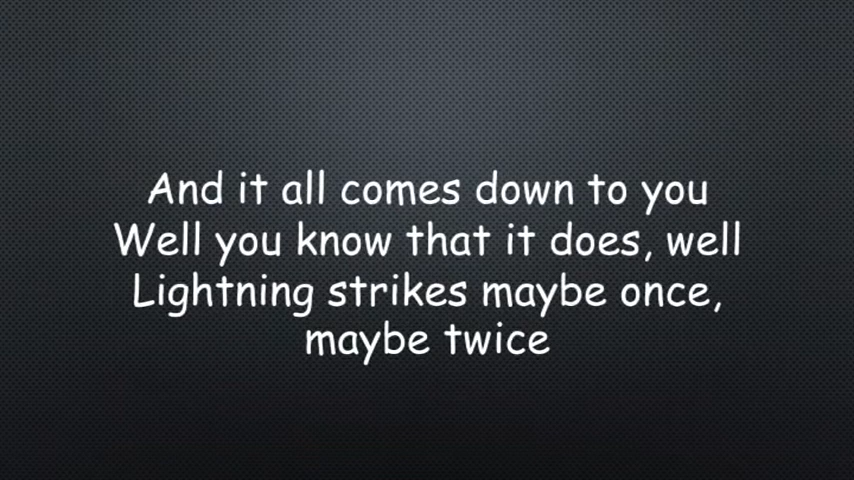 And it all comes down to you
Well you know that it does, well
Lightning strikes maybe once,
maybe twice